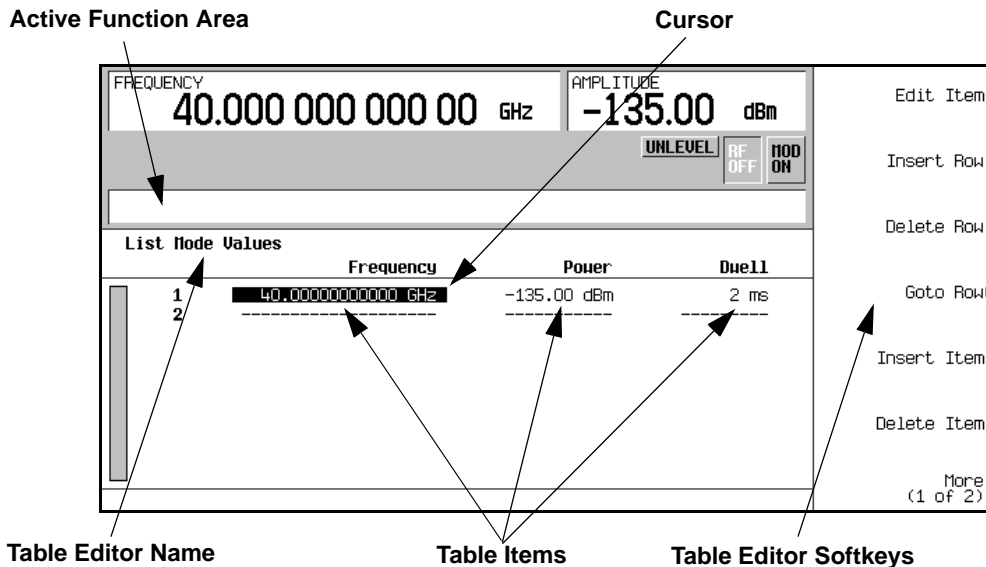 Active Function Area
Cursor
FREQUENCY
40.000 000 000 00 GHz
AMPLITUDE
-135.00 dBm
UNLEVEL
RF OFF
MOD ON
List Mode Values
Frequency Power Dwell
1 40.00000000000 GHz -135.00 dBm 2 ms
2 ------------------- ----------- ---------
Edit Item
Insert Row
Delete Row
Goto Row
Insert Item
Delete Item
More
(1 of 2)
Table Editor Name
Table Items
Table Editor Softkeys